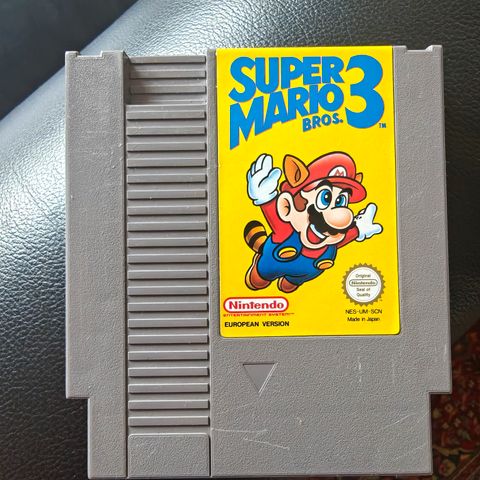 SUPER
MARIO 3
BROS. TM
M
Nintendo
ENTERTAINMENT SYSTEM
EUROPEAN VERSION
Original
Nintendo
Seal of
Quality
NES-UM-SCN
Made in Japan